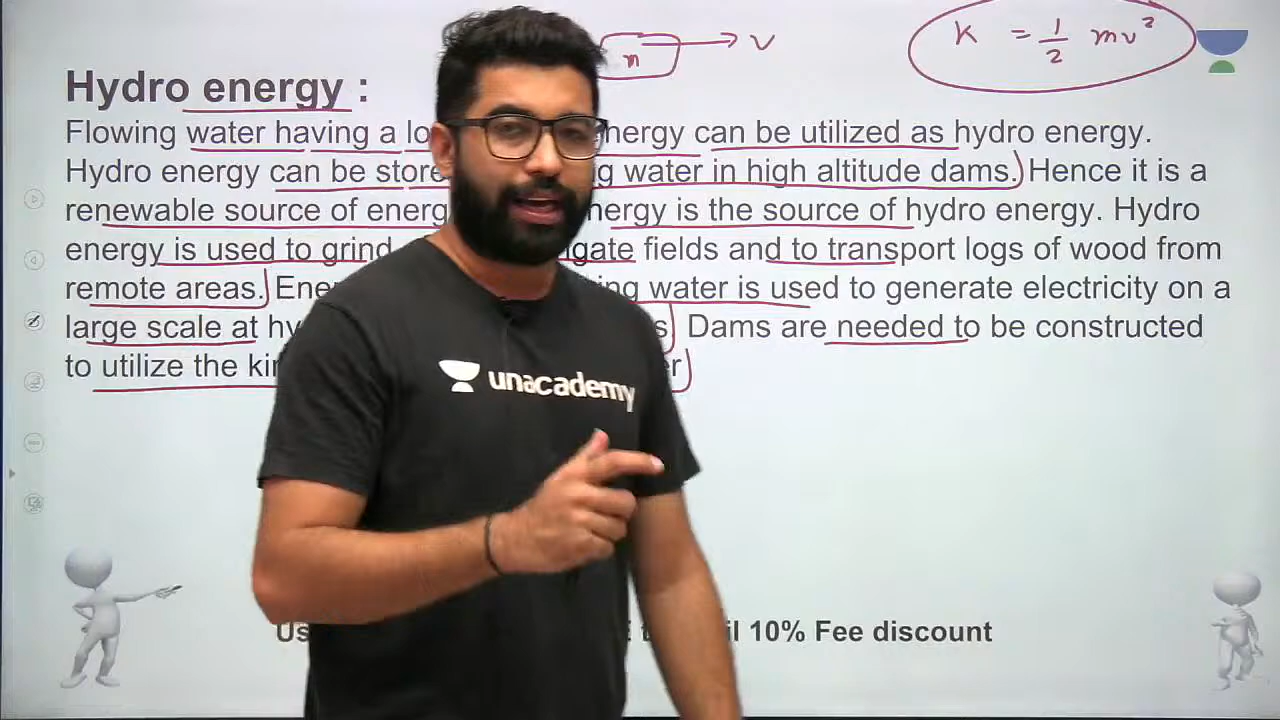 m → v
K = 1/2 mv²
Hydro energy :
Flowing water having a lo nergy can be utilized as hydro energy.
Hydro energy can be store g water in high altitude dams. Hence it is a
renewable source of energ nergy is the source of hydro energy. Hydro
energy is used to grind igate fields and to transport logs of wood from
remote areas. Ene ing water is used to generate electricity on a
large scale at hy s Dams are needed to be constructed
to utilize the kin er
unacademy
Us il 10% Fee discount